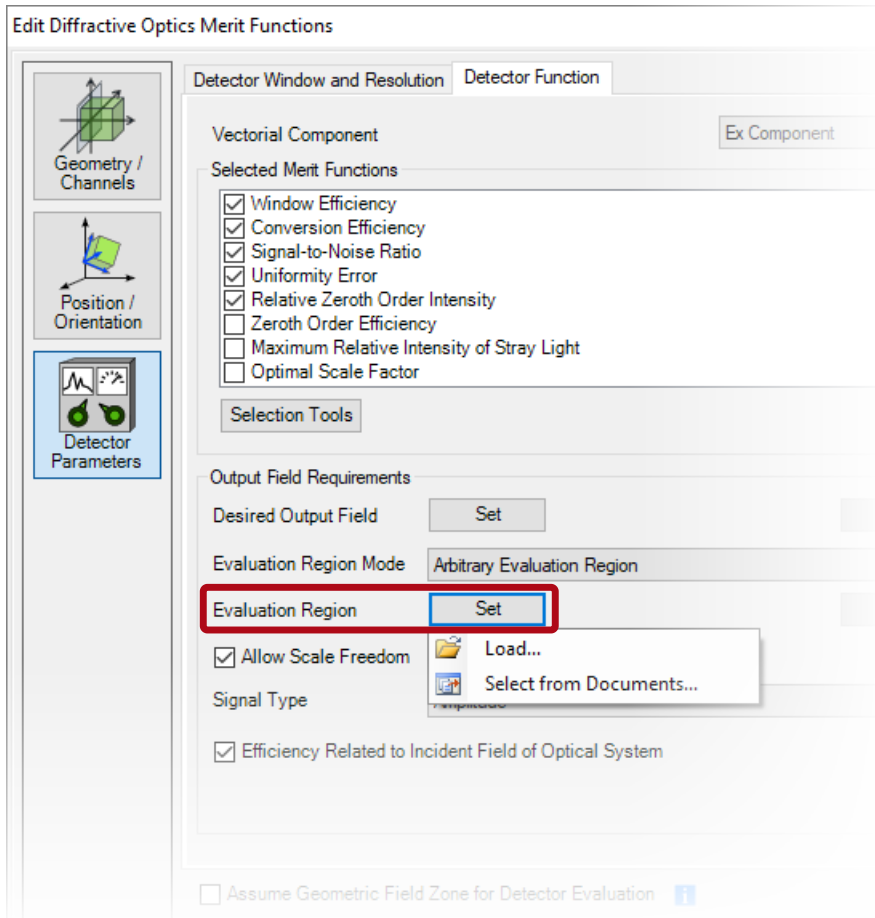 Edit Diffractive Optics Merit Functions
Geometry /
Channels
Position /
Orientation
Detector
Parameters
Detector Window and Resolution
Detector Function
Vectorial Component
Ex Component
Selected Merit Functions
Window Efficiency
Conversion Efficiency
Signal-to-Noise Ratio
Uniformity Error
Relative Zeroth Order Intensity
Zeroth Order Efficiency
Maximum Relative Intensity of Stray Light
Optimal Scale Factor
Selection Tools
Output Field Requirements
Desired Output Field
Set
Evaluation Region Mode
Arbitrary Evaluation Region
Evaluation Region
Set
Allow Scale Freedom
Load...
Select from Documents...
Signal Type
Amplitude
Efficiency Related to Incident Field of Optical System
Assume Geometric Field Zone for Detector Evaluation
i